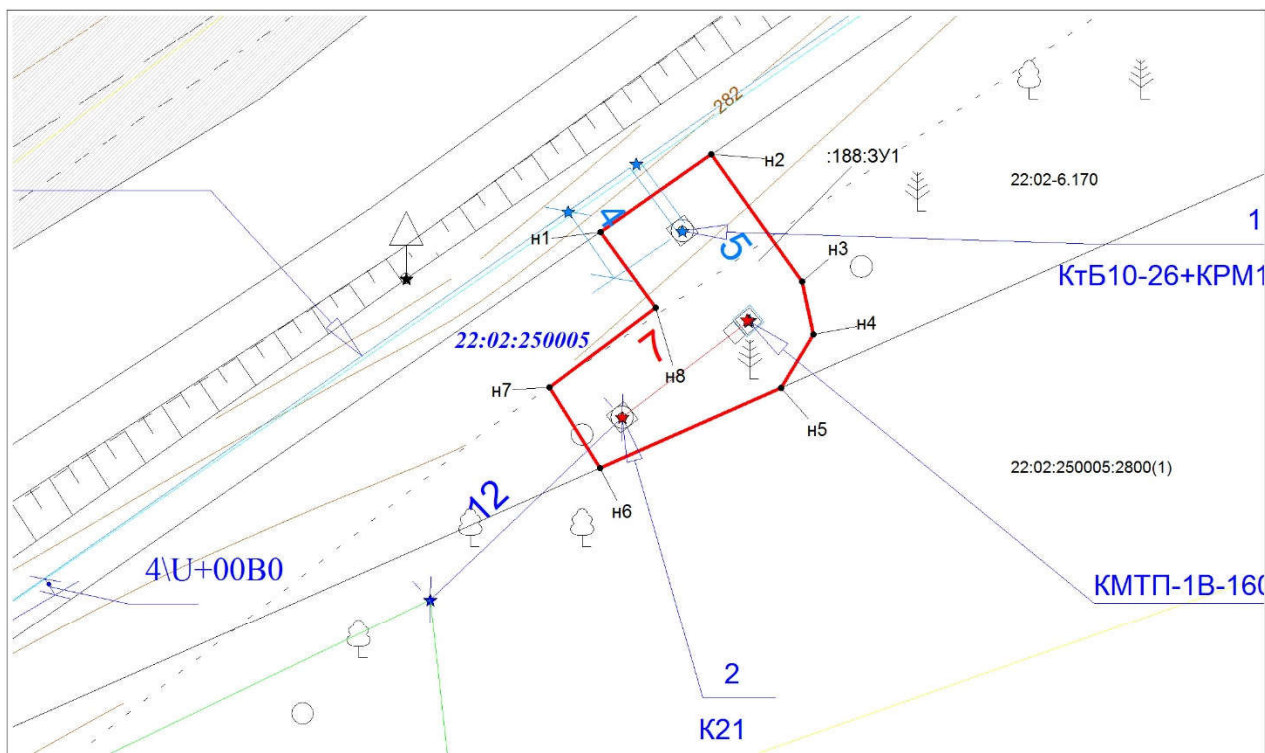 282
н2
:188:ЗУ1
22:02-6.170
4
н1
5
1
н3
КтБ10-26+КРМ1
22:02:250005
7
н4
н8
н7
н5
22:02:250005:2800(1)
12
н6
4\U+00B0
КМТП-1В-160
2
К21